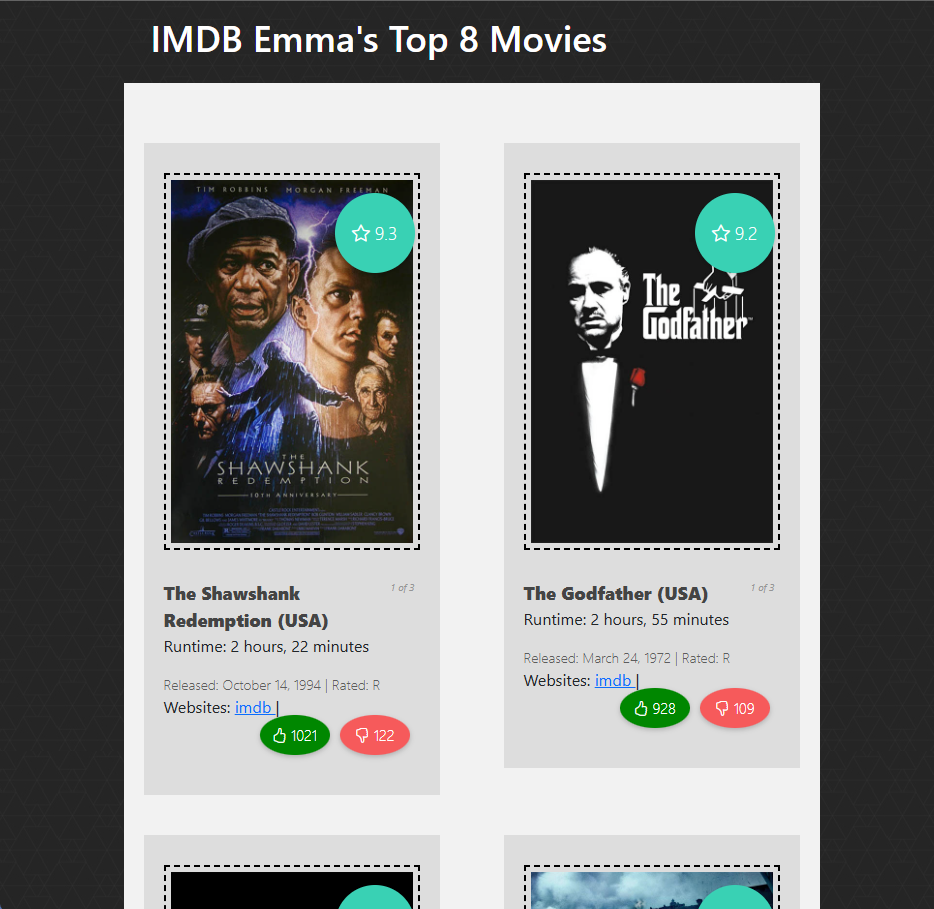 IMDB Emma's Top 8 Movies
TIM ROBBINS MORGAN FREEMAN
9.3
THE
SHAWSHANK
REDEMPTION
10TH ANNIVERSARY
The Shawshank
Redemption (USA)
1 of 3
Runtime: 2 hours, 22 minutes
Released: October 14, 1994 | Rated: R
Websites: imdb |
1021
122
9.2
The
Godfather
The Godfather (USA)
1 of 3
Runtime: 2 hours, 55 minutes
Released: March 24, 1972 | Rated: R
Websites: imdb |
928
109